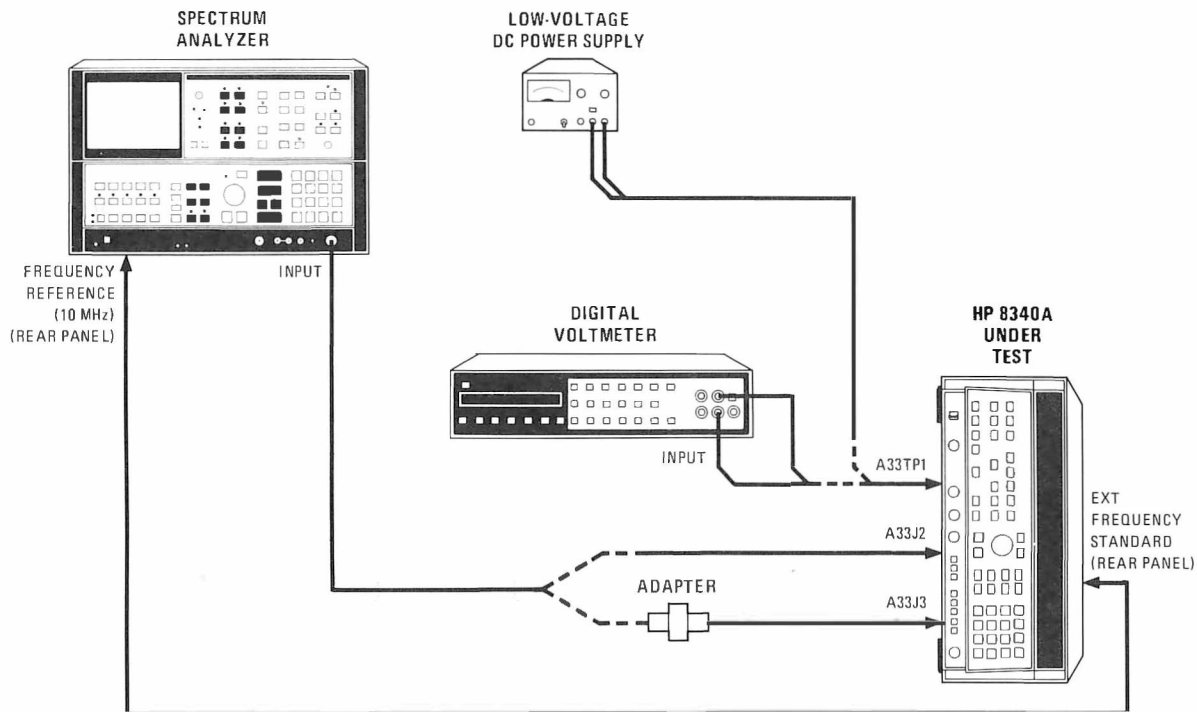 SPECTRUM
ANALYZER
LOW-VOLTAGE
DC POWER SUPPLY
FREQUENCY
REFERENCE
(10 MHz)
(REAR PANEL)
INPUT
DIGITAL
VOLTMETER
HP 8340A
UNDER
TEST
INPUT
A33TP1
A33J2
ADAPTER
A33J3
EXT
FREQUENCY
STANDARD
(REAR PANEL)